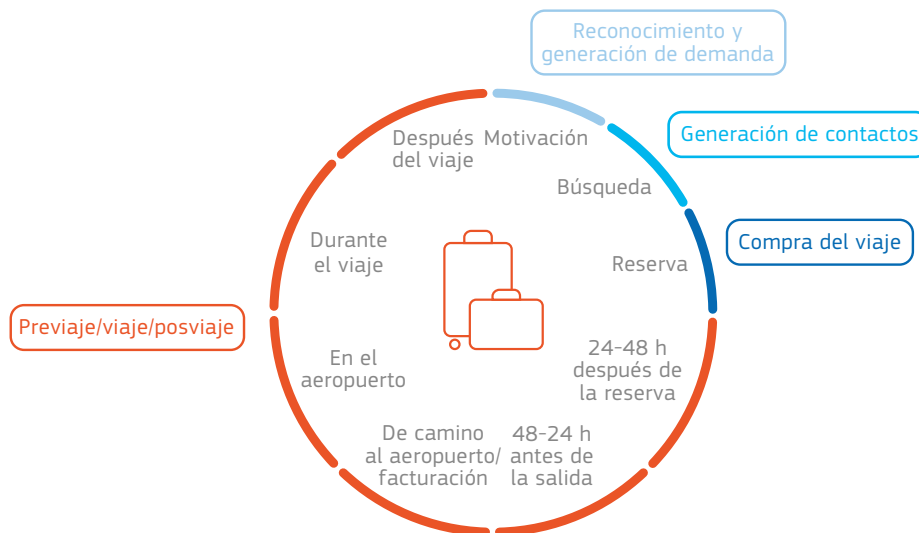 Reconocimiento y
generación de demanda
Generación de contactos
Compra del viaje
Previaje/viaje/posviaje
Motivación
Búsqueda
Reserva
24-48 h
después de
la reserva
48-24 h
antes de
la salida
De camino
al aeropuerto/
facturación
En el
aeropuerto
Durante
el viaje
Después
del viaje